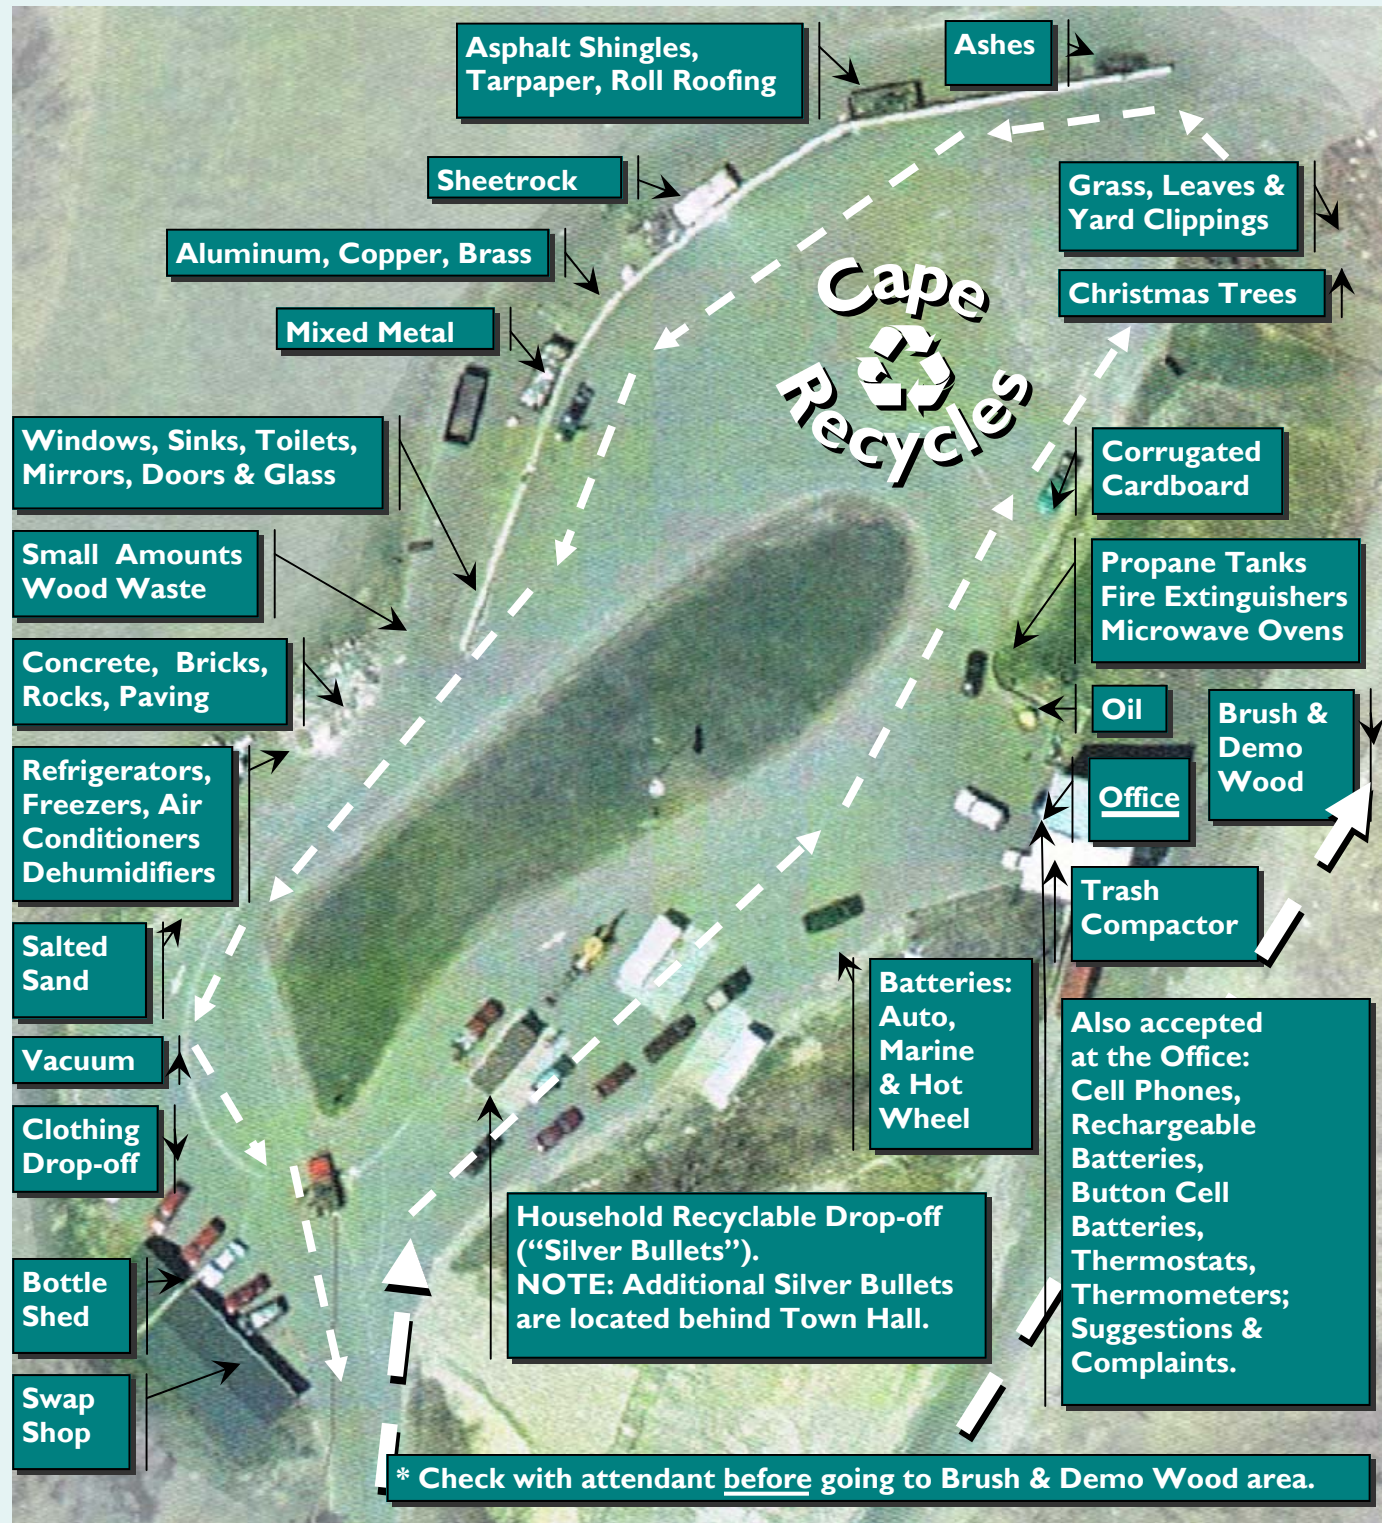 Asphalt Shingles,
Tarpaper, Roll Roofing
Ashes
Sheetrock
Grass, Leaves &
Yard Clippings
Aluminum, Copper, Brass
Christmas Trees
Mixed Metal
Cape
Recycles
Windows, Sinks, Toilets,
Mirrors, Doors & Glass
Corrugated
Cardboard
Small Amounts
Wood Waste
Propane Tanks
Fire Extinguishers
Microwave Ovens
Concrete, Bricks,
Rocks, Paving
Oil
Brush &
Demo
Wood
Refrigerators,
Freezers, Air
Conditioners
Dehumidifiers
Office
Trash
Compactor
Salted
Sand
Batteries:
Auto,
Marine
& Hot
Wheel
Also accepted
at the Office:
Cell Phones,
Rechargeable
Batteries,
Button Cell
Batteries,
Thermostats,
Thermometers;
Suggestions &
Complaints.
Vacuum
Clothing
Drop-off
Household Recyclable Drop-off
(“Silver Bullets”).
NOTE: Additional Silver Bullets
are located behind Town Hall.
Bottle
Shed
Swap
Shop
* Check with attendant before going to Brush & Demo Wood area.